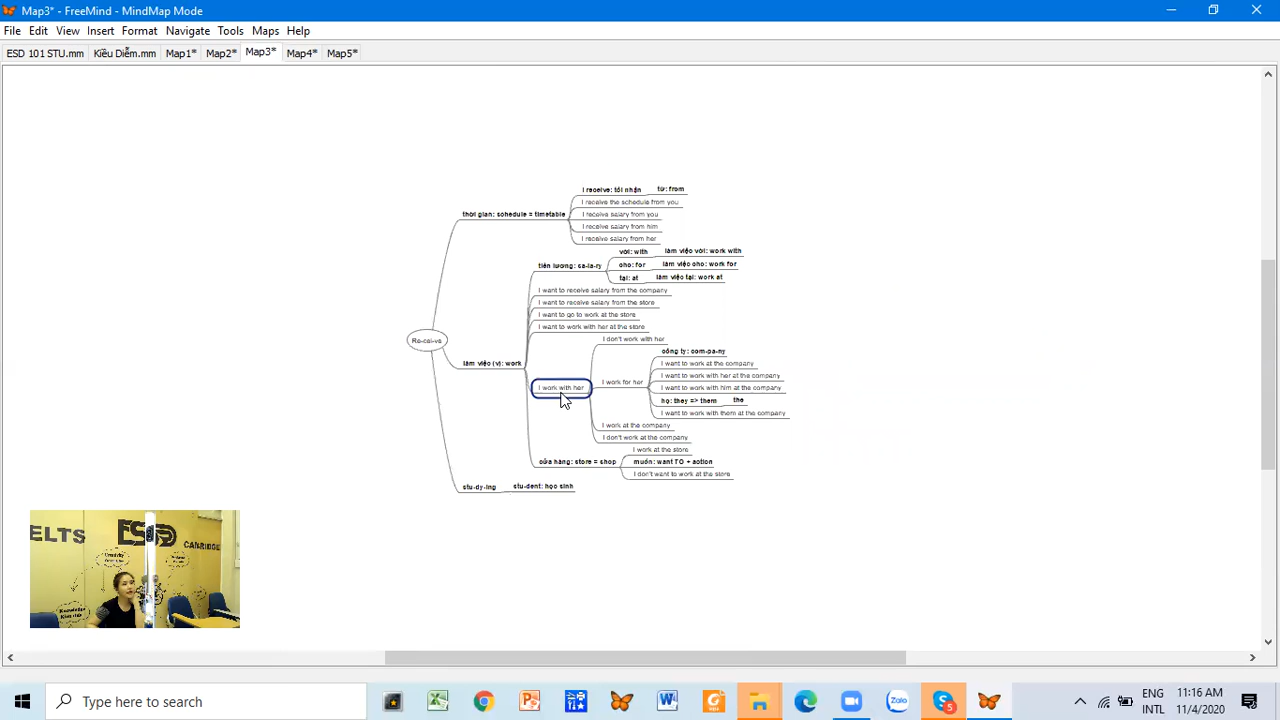 Map3* - FreeMind - MindMap Mode
File Edit View Insert Format Navigate Tools Maps Help
ESD 101 STU.mm Kiều Diễm.mm Map1* Map2* Map3* Map4* Map5*
I receive: tôi nhận từ: from
I receive the schedule from you
thời gian: schedule = timetable
I receive salary from you
I receive salary from him
I receive salary from her
với: with làm việc với: work with
tiền lương: sa-la-ry
cho: for làm việc cho: work for
tại: at làm việc tại: work at
I want to receive salary from the company
I want to receive salary from the store
I want to go to work at the store
I want to work with her at the store
Re-cei-ve
I don't work with her
công ty: com-pa-ny
làm việc (v): work
I want to work at the company
I want to work with her at the company
I work for her
I work with her
I want to work with him at the company
họ: they => them the
I want to work with them at the company
I work at the company
I don't work at the company
I work at the store
cửa hàng: store = shop
muốn: want TO + action
I don't want to work at the store
stu-dy-ing stu-dent: học sinh
ELTS ESD CAMBRIDGE
Type here to search
5
ENG
INTL
11:16 AM
11/4/2020